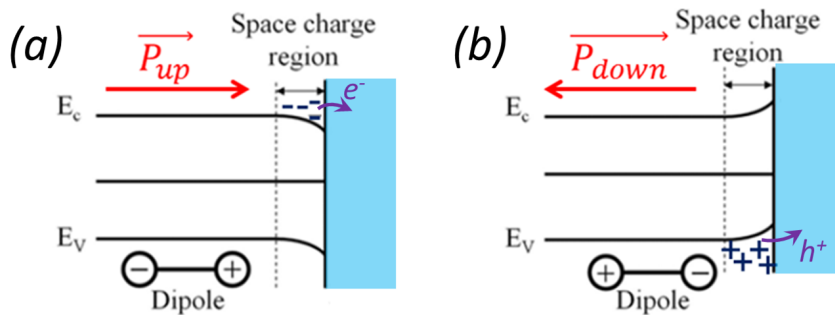 (a)
P_up
Space charge
region
E_c
e-
E_V
- +
Dipole
(b)
P_down
Space charge
region
E_c
E_V
h+
+ -
Dipole